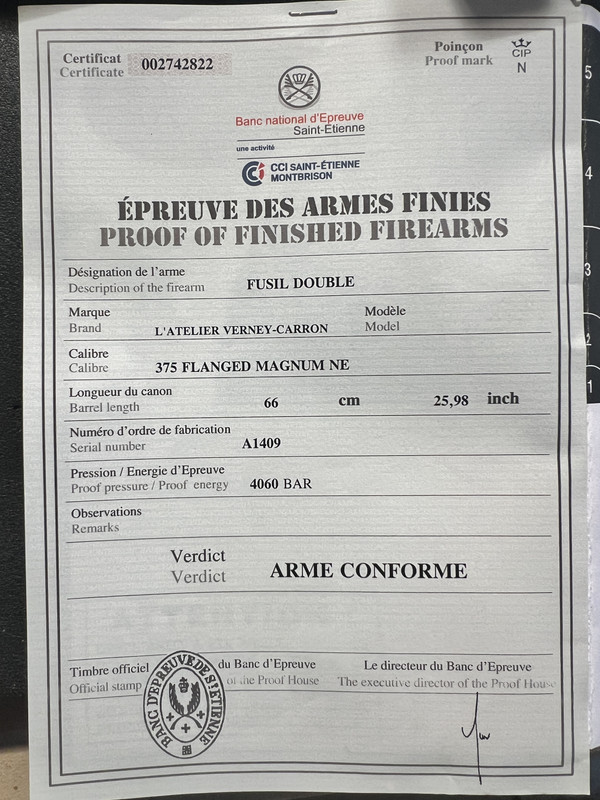 Certificat
Certificate
002742822
Poinçon
Proof mark
CIP
N
Banc national d'Epreuve
Saint-Étienne
une activité
CCI SAINT-ÉTIENNE
MONTBRISON
ÉPREUVE DES ARMES FINIES
PROOF OF FINISHED FIREARMS
Désignation de l'arme
Description of the firearm FUSIL DOUBLE
Marque Modèle
Brand L'ATELIER VERNEY-CARRON Model
Calibre
Calibre 375 FLANGED MAGNUM NE
Longueur du canon
Barrel length 66 cm 25,98 inch
Numéro d'ordre de fabrication
Serial number A1409
Pression / Energie d'Epreuve
Proof pressure / Proof energy 4060 BAR
Observations
Remarks
Verdict
Verdict ARME CONFORME
Timbre officiel du Banc d'Epreuve Le directeur du Banc d'Epreuve
Official stamp of the Proof House The executive director of the Proof House
BANC D'EPREUVE DE ST ETIENNE
5
4
3
2
1